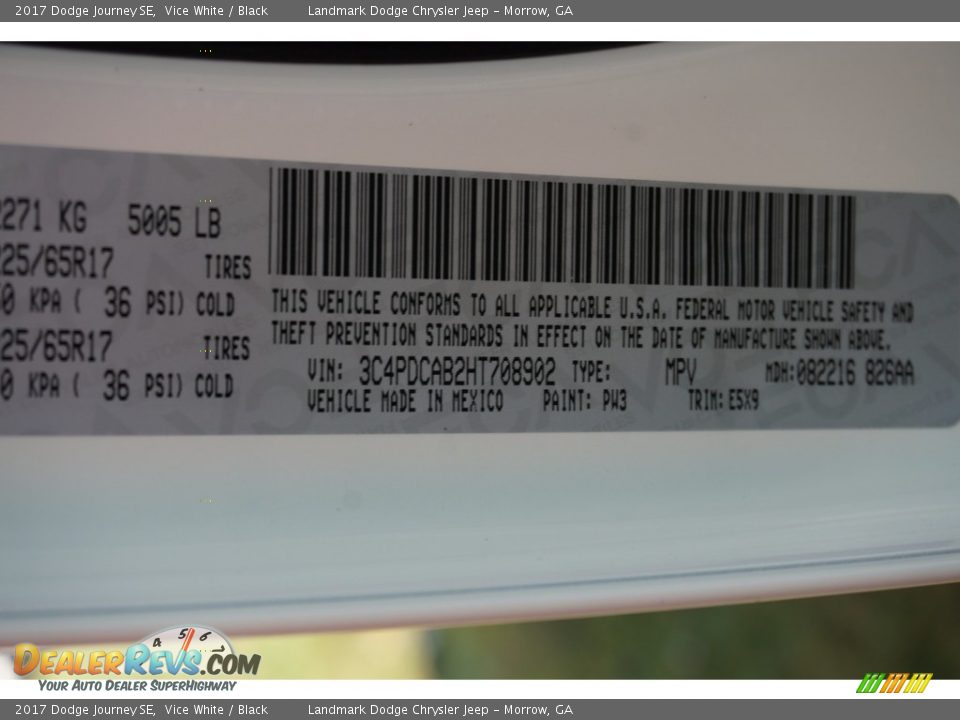 2017 Dodge Journey SE, Vice White / Black Landmark Dodge Chrysler Jeep - Morrow, GA
271 KG 5005 LB
25/65R17 TIRES
0 KPA ( 36 PSI) COLD
25/65R17 TIRES
0 KPA ( 36 PSI) COLD
THIS VEHICLE CONFORMS TO ALL APPLICABLE U.S.A. FEDERAL MOTOR VEHICLE SAFETY AND
THEFT PREVENTION STANDARDS IN EFFECT ON THE DATE OF MANUFACTURE SHOWN ABOVE.
VIN: 3C4PDCAB2HT708902 TYPE: MPV MDH:082216 826AA
VEHICLE MADE IN MEXICO PAINT: PW3 TRIM: E5X9
4 5 6
DEALERREVS.COM
YOUR AUTO DEALER SUPERHIGHWAY
2017 Dodge Journey SE, Vice White / Black Landmark Dodge Chrysler Jeep - Morrow, GA